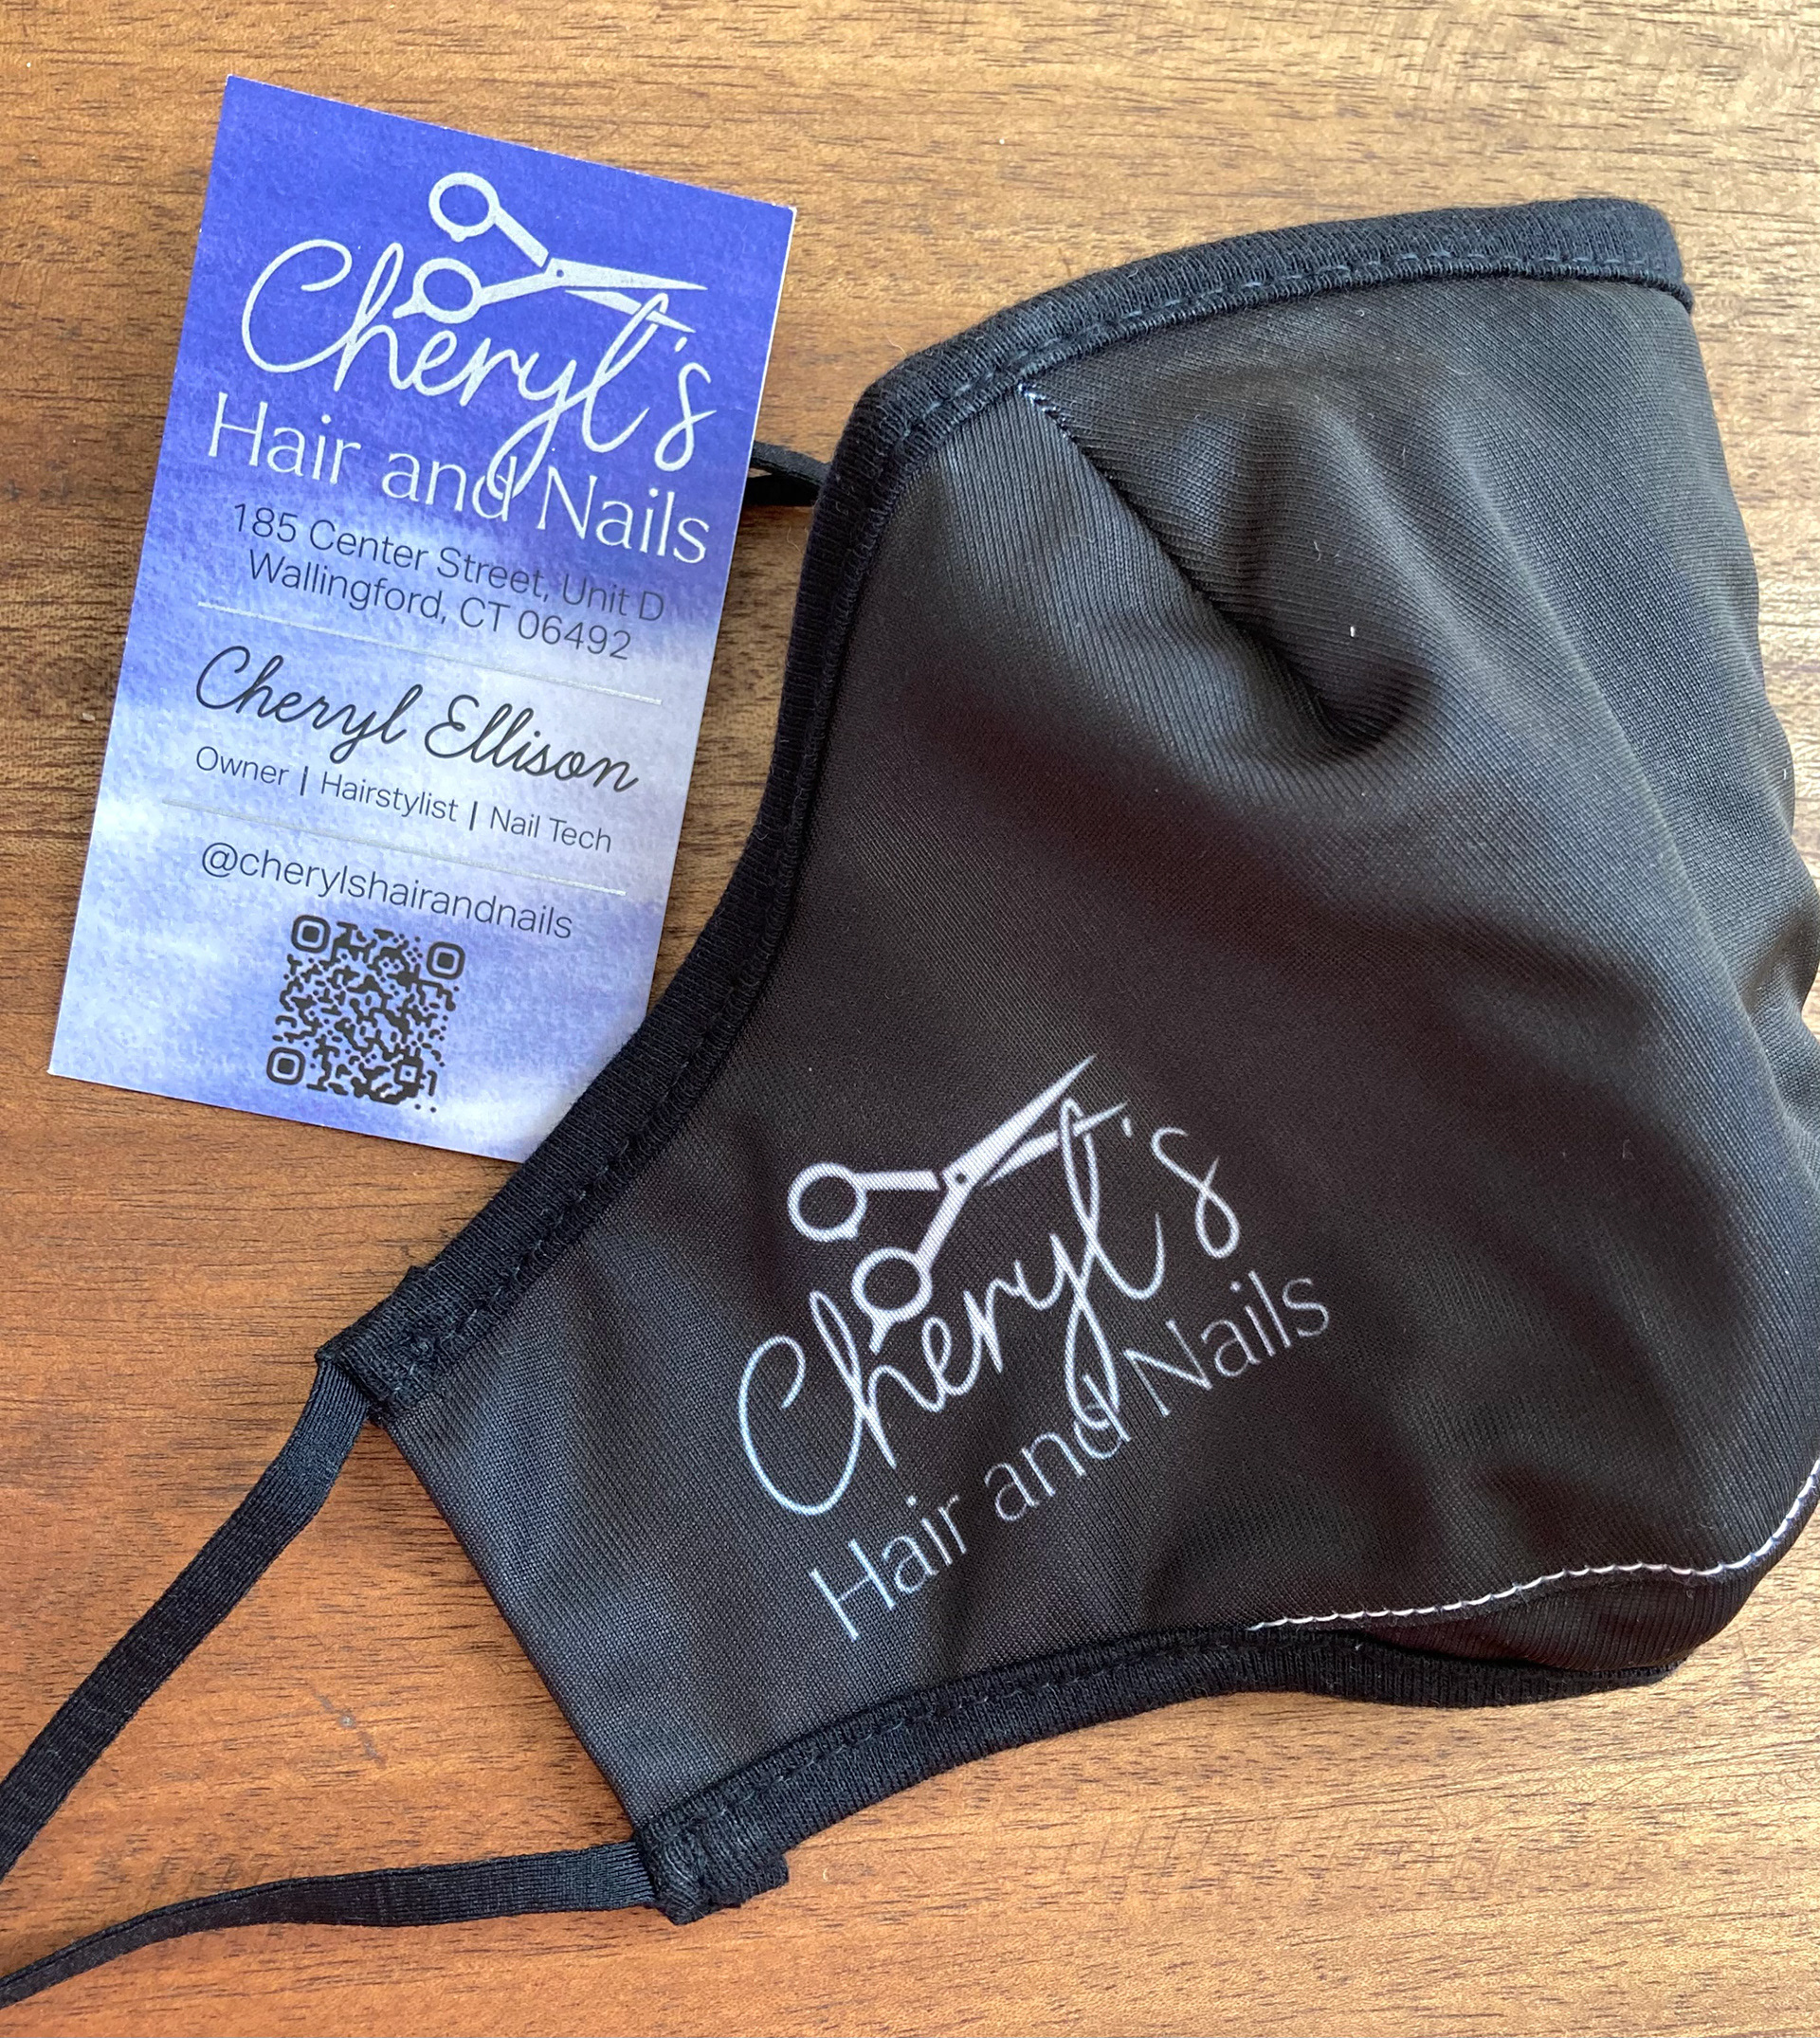 Cheryl's
Hair and Nails
185 Center Street, Unit D
Wallingford, CT 06492
Cheryl Ellison
Owner | Hairstylist | Nail Tech
@cherylshairandnails
Cheryl's
Hair and Nails